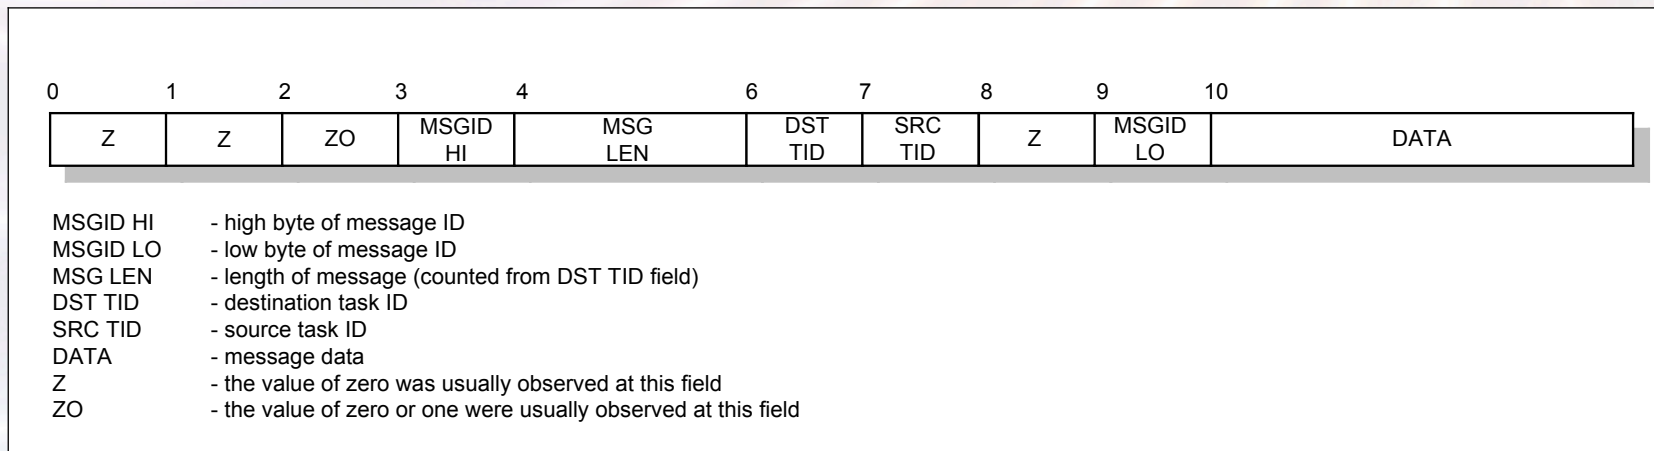 0 1 2 3 4 6 7 8 9 10
Z Z ZO MSGID HI MSG LEN DST TID SRC TID Z MSGID LO DATA
MSGID HI - high byte of message ID
MSGID LO - low byte of message ID
MSG LEN - length of message (counted from DST TID field)
DST TID - destination task ID
SRC TID - source task ID
DATA - message data
Z - the value of zero was usually observed at this field
ZO - the value of zero or one were usually observed at this field